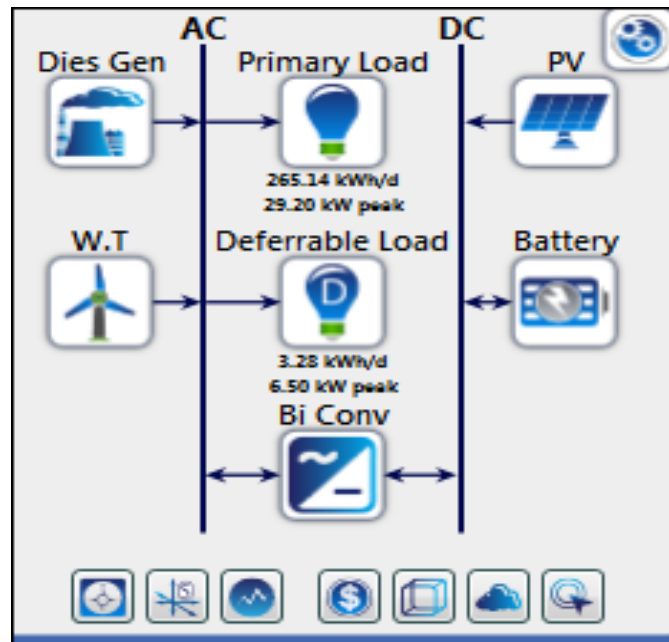 AC
DC
Dies Gen
Primary Load
PV
265.14 kWh/d
29.20 kW peak
W.T
Deferrable Load
Battery
D
3.28 kWh/d
6.50 kW peak
Bi Conv
$